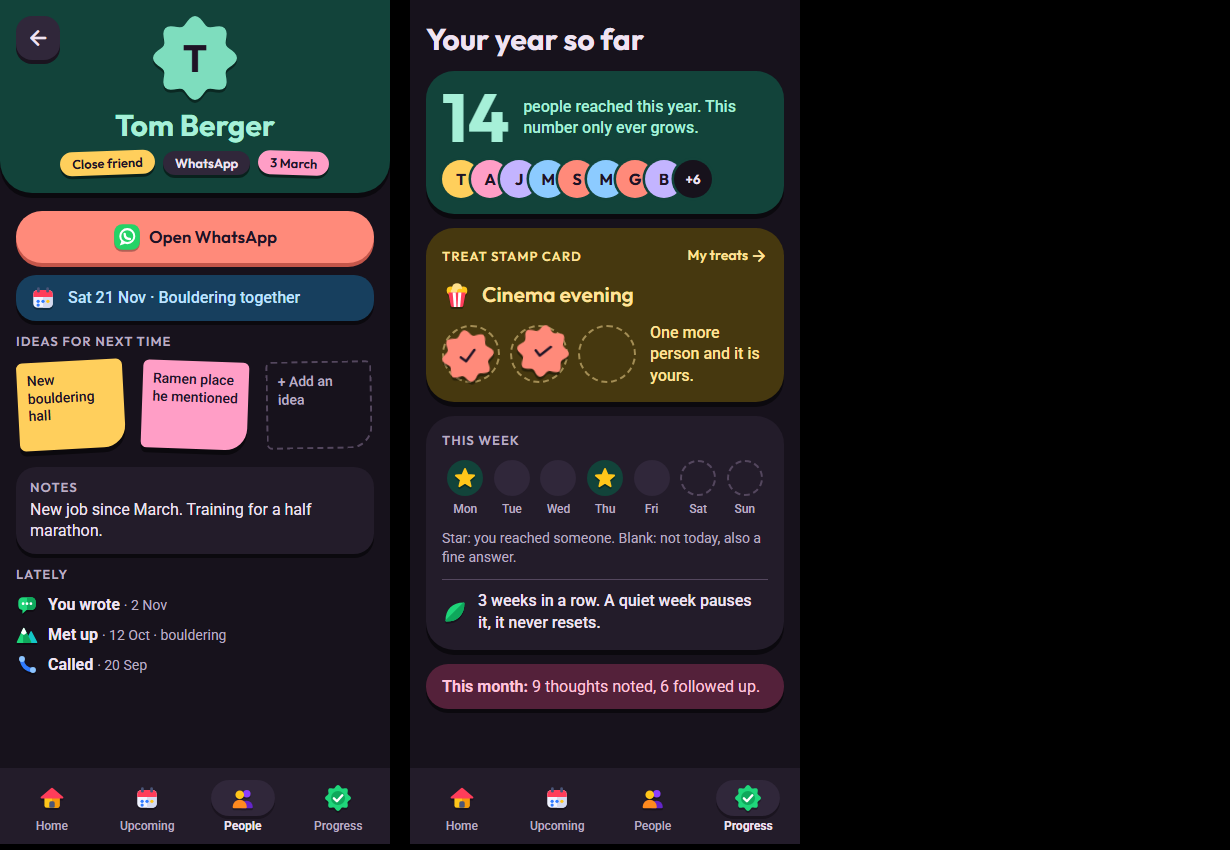 T
Tom Berger
Close friend
WhatsApp
3 March
Open WhatsApp
Sat 21 Nov · Bouldering together
IDEAS FOR NEXT TIME
New
bouldering
hall
Ramen place
he mentioned
+ Add an
idea
NOTES
New job since March. Training for a half
marathon.
LATELY
You wrote · 2 Nov
Met up · 12 Oct · bouldering
Called · 20 Sep
Home
Upcoming
People
Progress
Your year so far
14
people reached this year. This
number only ever grows.
T A J M S M G B +6
TREAT STAMP CARD
My treats →
Cinema evening
One more
person and it is
yours.
THIS WEEK
Mon Tue Wed Thu Fri Sat Sun
Star: you reached someone. Blank: not today, also a
fine answer.
3 weeks in a row. A quiet week pauses
it, it never resets.
This month: 9 thoughts noted, 6 followed up.
Home
Upcoming
People
Progress